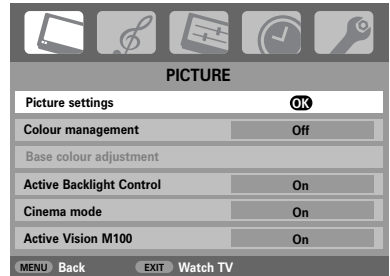 PICTURE
Picture settings OK
Colour management Off
Base colour adjustment
Active Backlight Control On
Cinema mode On
Active Vision M100 On
MENU Back EXIT Watch TV